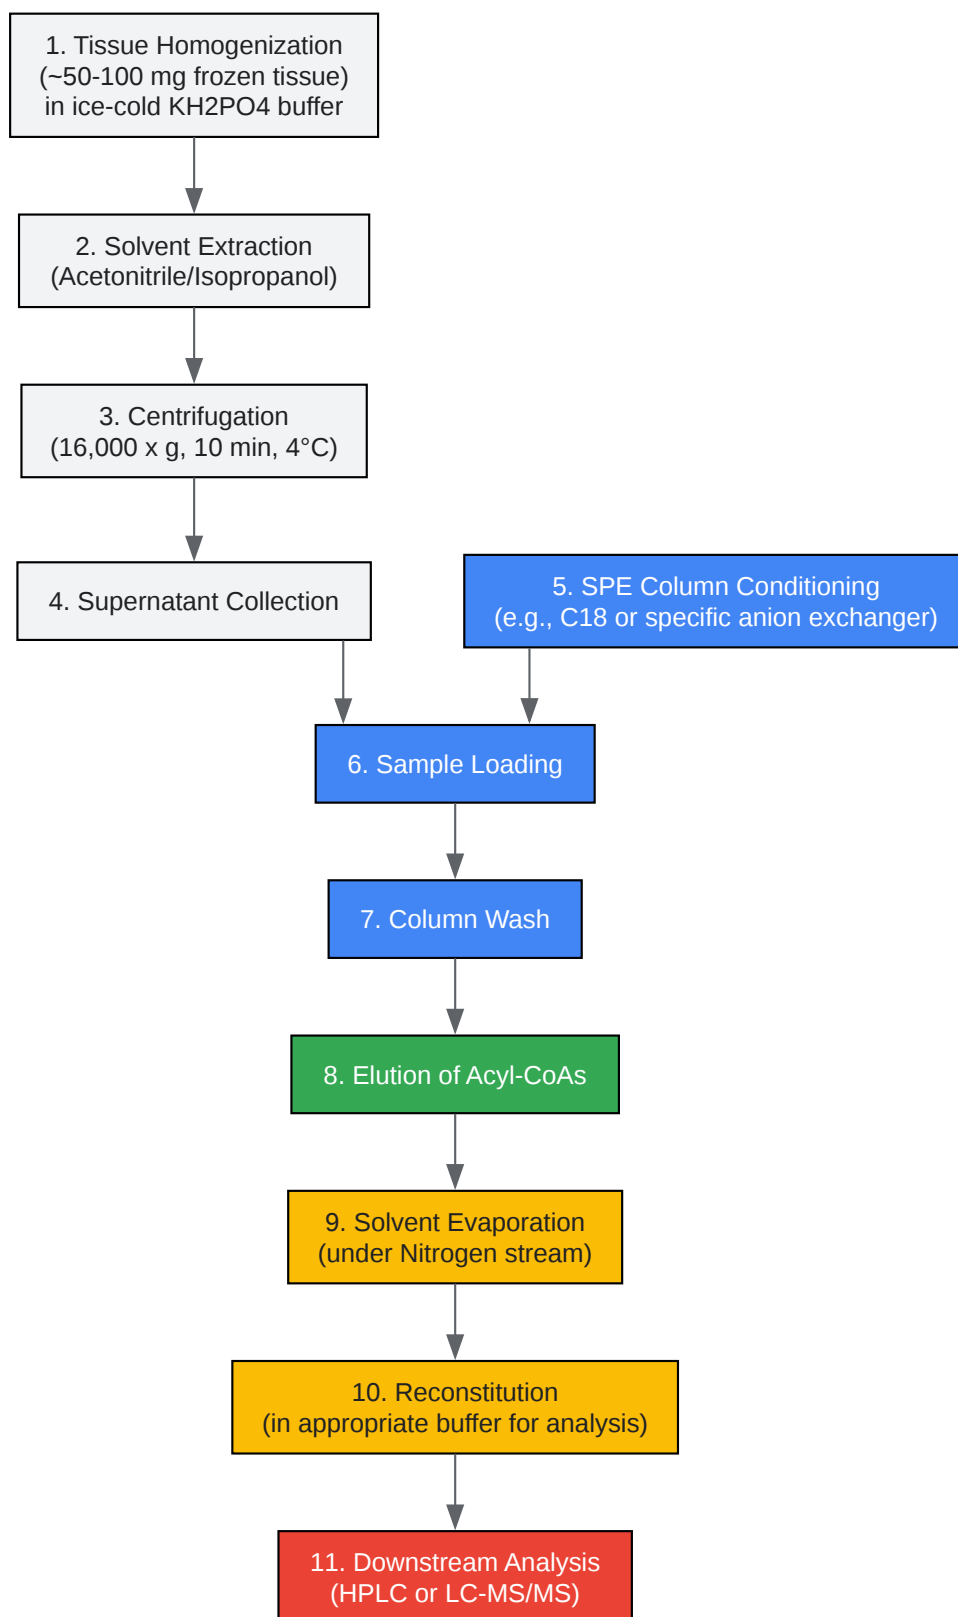 1. Tissue Homogenization
(~50-100 mg frozen tissue)
in ice-cold KH2PO4 buffer
2. Solvent Extraction
(Acetonitrile/Isopropanol)
3. Centrifugation
(16,000 x g, 10 min, 4°C)
4. Supernatant Collection
5. SPE Column Conditioning
(e.g., C18 or specific anion exchanger)
6. Sample Loading
7. Column Wash
8. Elution of Acyl-CoAs
9. Solvent Evaporation
(under Nitrogen stream)
10. Reconstitution
(in appropriate buffer for analysis)
11. Downstream Analysis
(HPLC or LC-MS/MS)